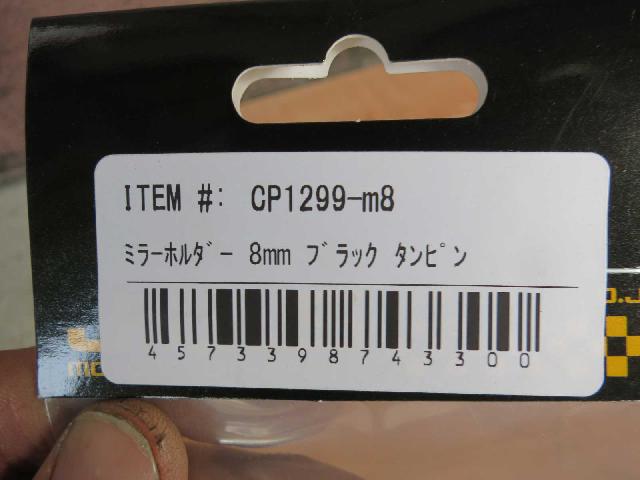 ITEM #: CP1299-m8
ﾐﾗｰﾎﾙﾀﾞｰ 8mm ﾌﾞﾗｯｸ ﾀﾝﾋﾟﾝ
4573398743300